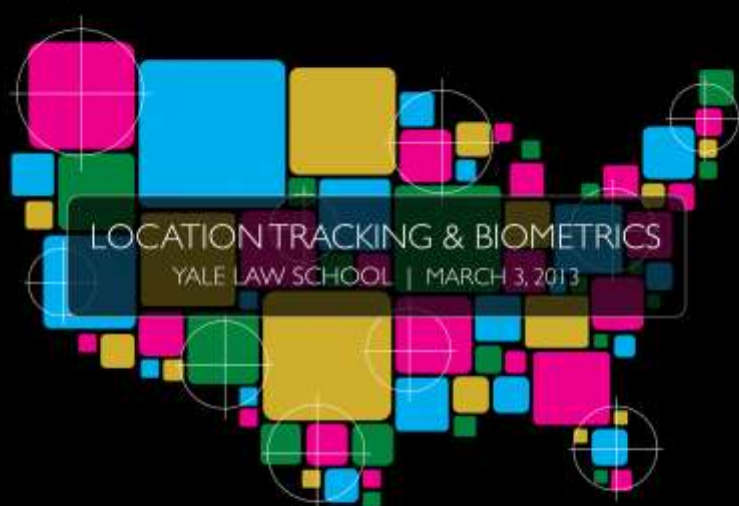 LOCATION TRACKING & BIOMETRICS
YALE LAW SCHOOL | MARCH 3, 2013